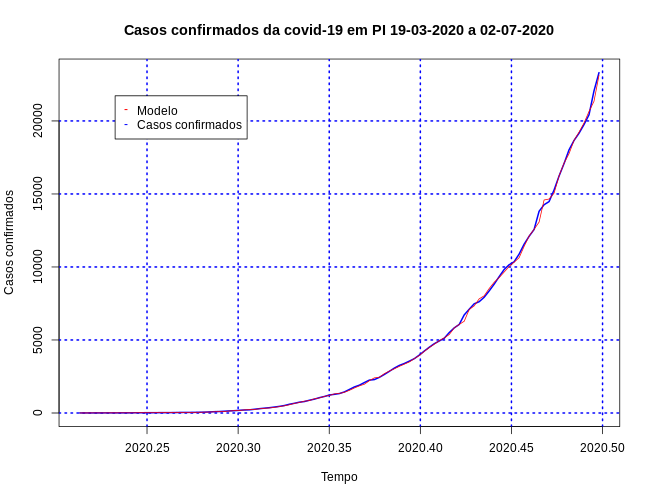 Casos confirmados da covid-19 em PI 19-03-2020 a 02-07-2020
Modelo
Casos confirmados
Casos confirmados
20000
15000
10000
5000
0
2020.25 2020.30 2020.35 2020.40 2020.45 2020.50
Tempo